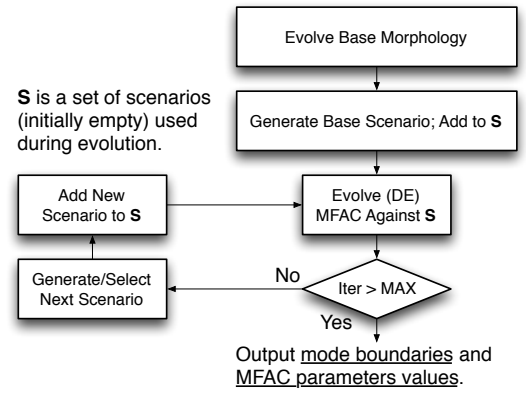 Evolve Base Morphology
S is a set of scenarios
(initially empty) used
during evolution.
Generate Base Scenario; Add to S
Add New
Scenario to S
Evolve (DE)
MFAC Against S
Generate/Select
Next Scenario
No
Iter > MAX
Yes
Output mode boundaries and
MFAC parameters values.